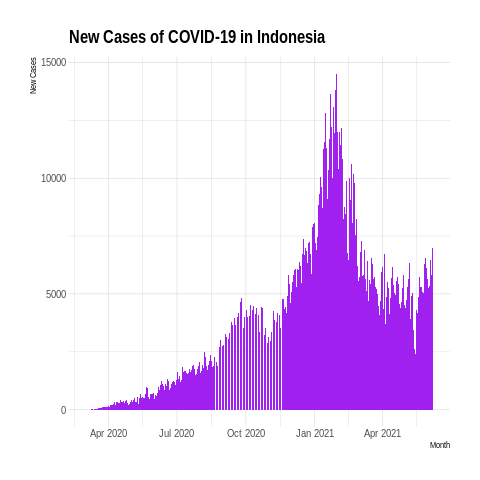 New Cases of COVID-19 in Indonesia
New Cases
15000
10000
5000
0
Apr 2020
Jul 2020
Oct 2020
Jan 2021
Apr 2021
Month